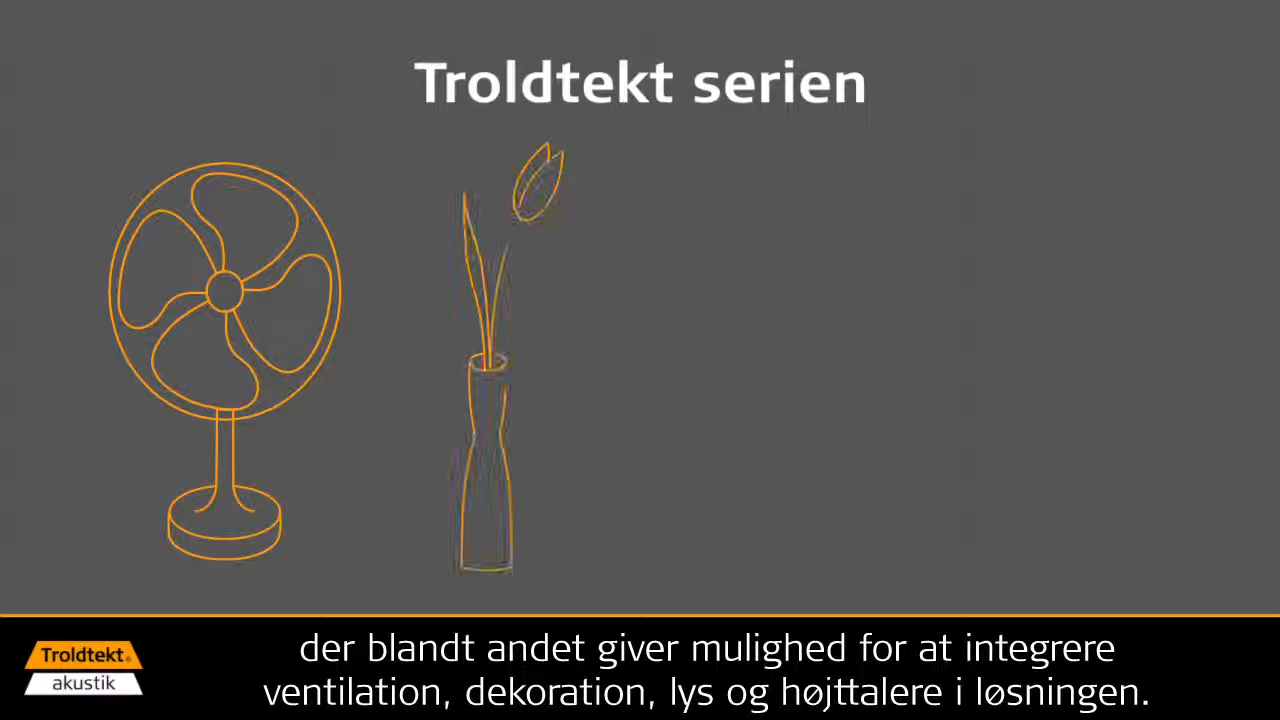 Troldtekt serien
der blandt andet giver mulighed for at integrere
ventilation, dekoration, lys og højttalere i løsningen.
Troldtekt®
akustik